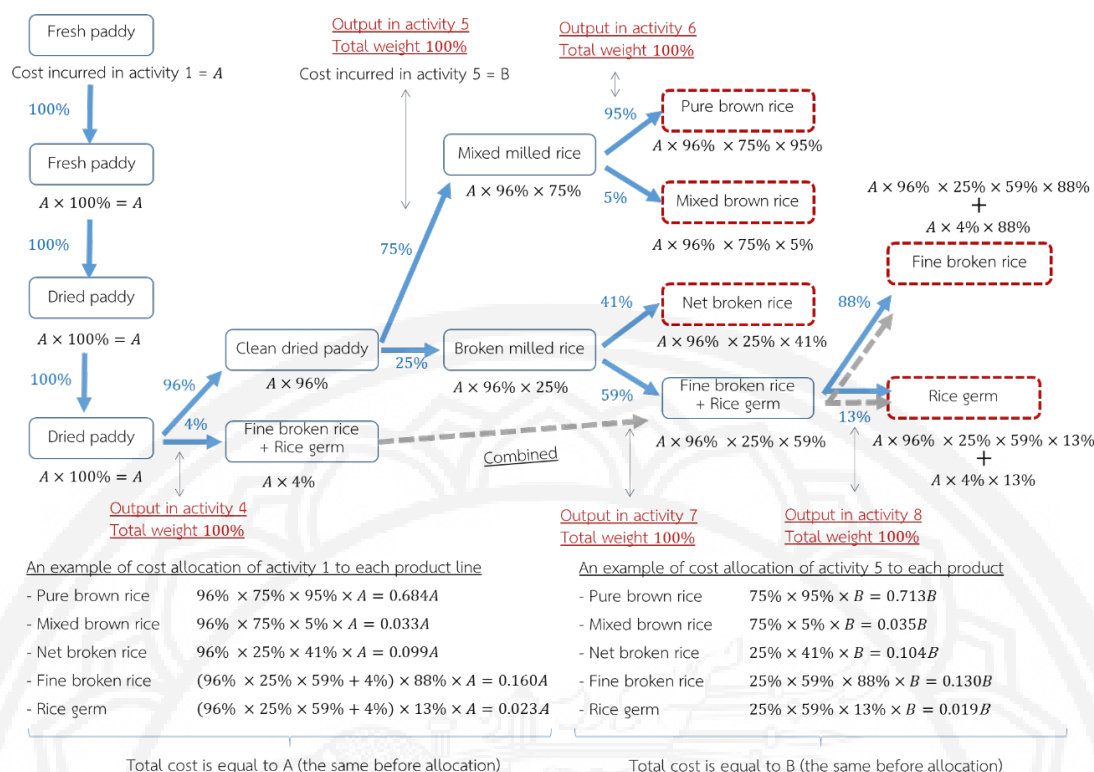 Fresh paddy
Cost incurred in activity 1 = A
100%
Fresh paddy
A × 100% = A
100%
Dried paddy
A × 100% = A
100%
Dried paddy
A × 100% = A
96%
4%
Clean dried paddy
A × 96%
Fine broken rice
+ Rice germ
A × 4%
Output in activity 4
Total weight 100%
Output in activity 5
Total weight 100%
Cost incurred in activity 5 = B
75%
25%
Mixed milled rice
A × 96% × 75%
Broken milled rice
A × 96% × 25%
Combined
Output in activity 6
Total weight 100%
95%
Pure brown rice
A × 96% × 75% × 95%
5%
Mixed brown rice
A × 96% × 75% × 5%
41%
Net broken rice
A × 96% × 25% × 41%
59%
Fine broken rice
+ Rice germ
A × 96% × 25% × 59%
Output in activity 7
Total weight 100%
A × 96% × 25% × 59% × 88%
+
A × 4% × 88%
Fine broken rice
88%
Rice germ
13%
A × 96% × 25% × 59% × 13%
+
A × 4% × 13%
Output in activity 8
Total weight 100%
An example of cost allocation of activity 1 to each product line
- Pure brown rice 96% × 75% × 95% × A = 0.684A
- Mixed brown rice 96% × 75% × 5% × A = 0.033A
- Net broken rice 96% × 25% × 41% × A = 0.099A
- Fine broken rice (96% × 25% × 59% + 4%) × 88% × A = 0.160A
- Rice germ (96% × 25% × 59% + 4%) × 13% × A = 0.023A
Total cost is equal to A (the same before allocation)
An example of cost allocation of activity 5 to each product
- Pure brown rice 75% × 95% × B = 0.713B
- Mixed brown rice 75% × 5% × B = 0.035B
- Net broken rice 25% × 41% × B = 0.104B
- Fine broken rice 25% × 59% × 88% × B = 0.130B
- Rice germ 25% × 59% × 13% × B = 0.019B
Total cost is equal to B (the same before allocation)